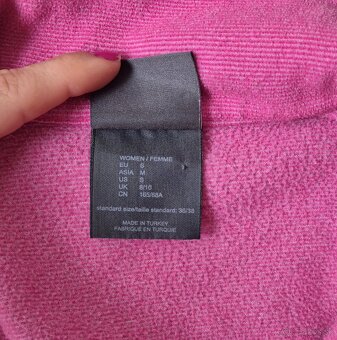 WOMEN / FEMME
EU S
ASIA M
US S
UK 8/10
CN 165/88A
standard size/taille standard: 36/38
MADE IN TURKEY
FABRIQUE EN TURQUIE